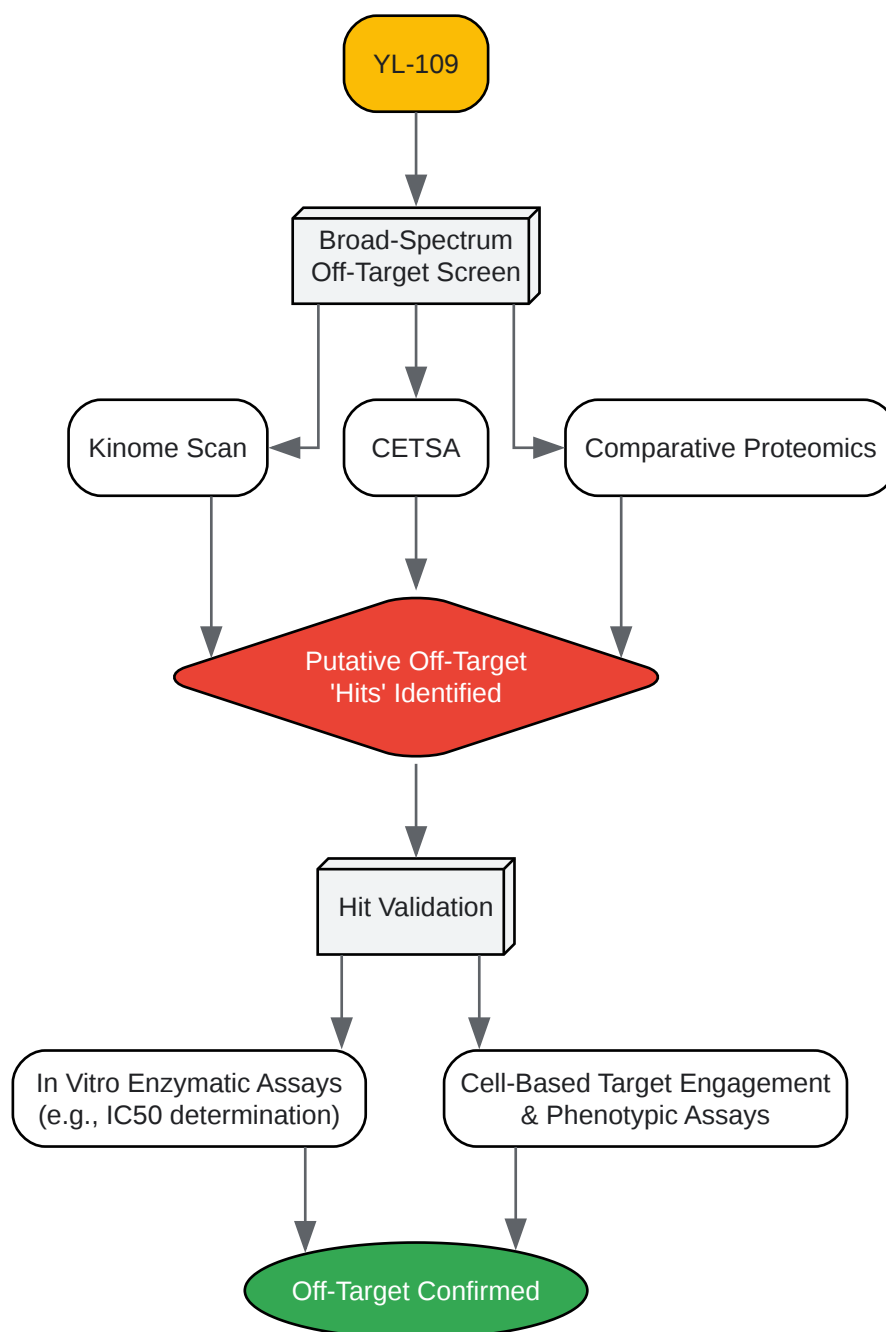 YL-109
Broad-Spectrum
Off-Target Screen
Kinome Scan
CETSA
Comparative Proteomics
Putative Off-Target
'Hits' Identified
Hit Validation
In Vitro Enzymatic Assays
(e.g., IC50 determination)
Cell-Based Target Engagement
& Phenotypic Assays
Off-Target Confirmed